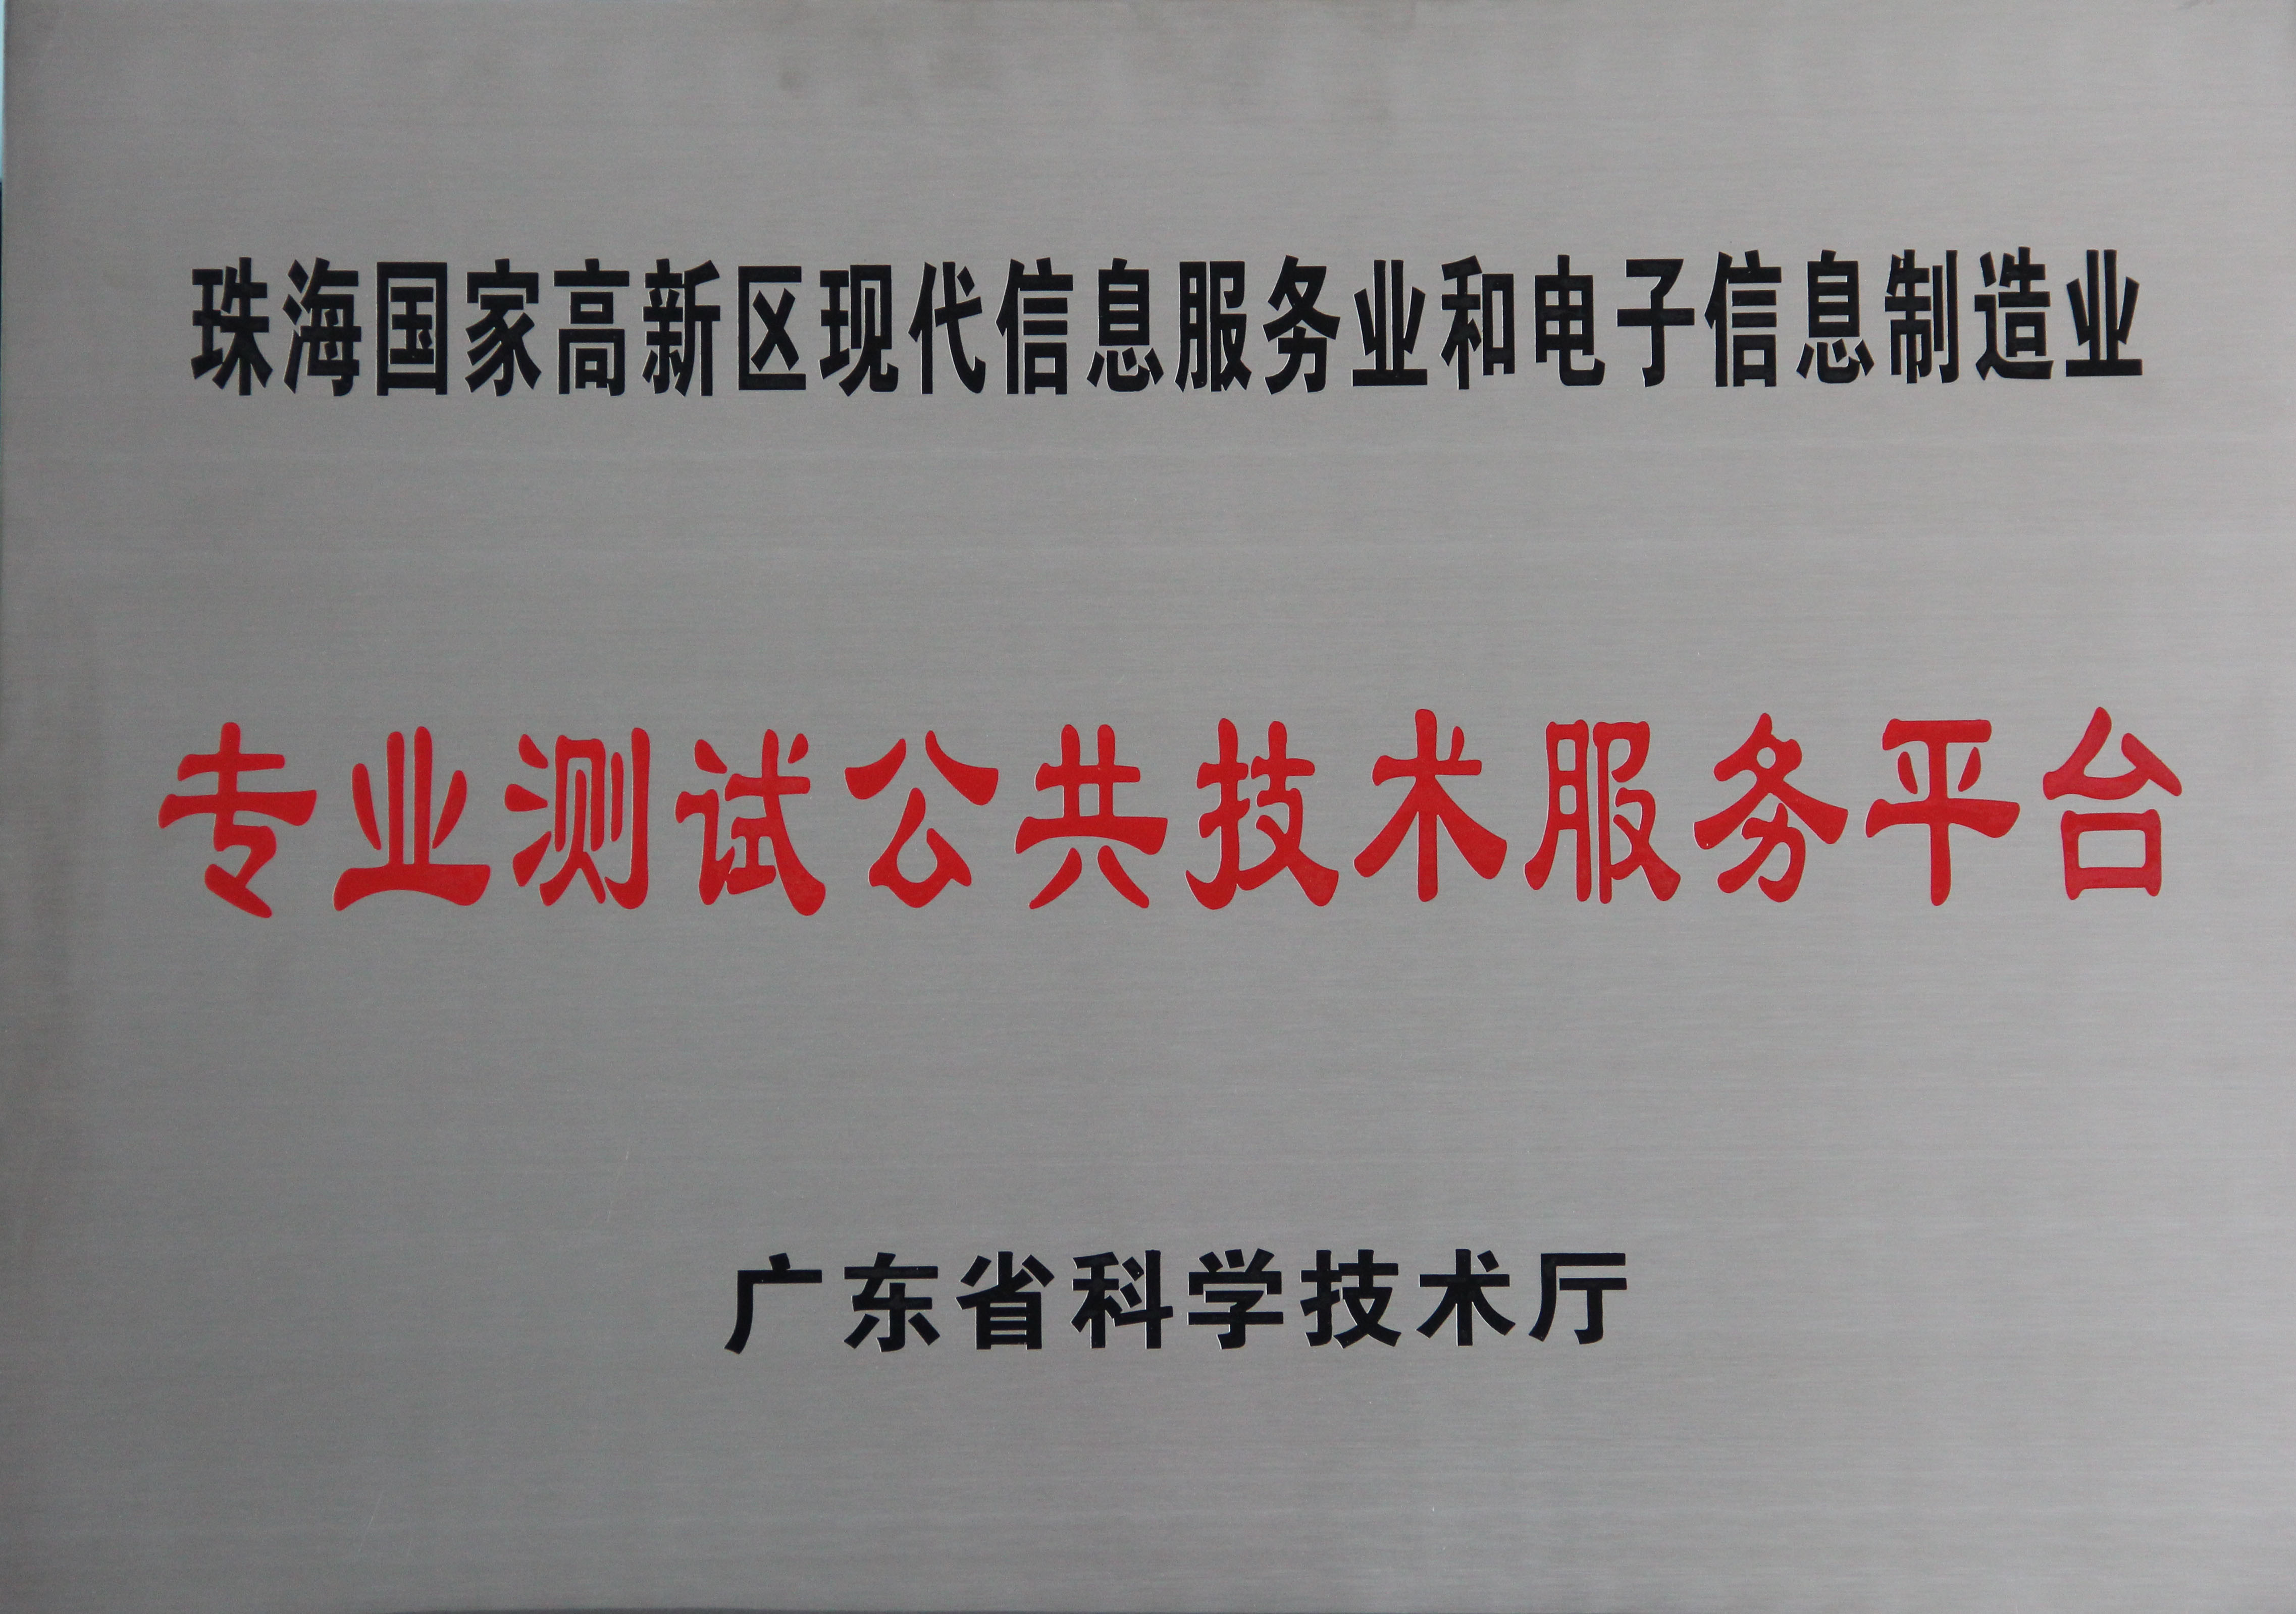 珠海国家高新区现代信息服务业和电子信息制造业
专业测试公共技术服务平台
广东省科学技术厅